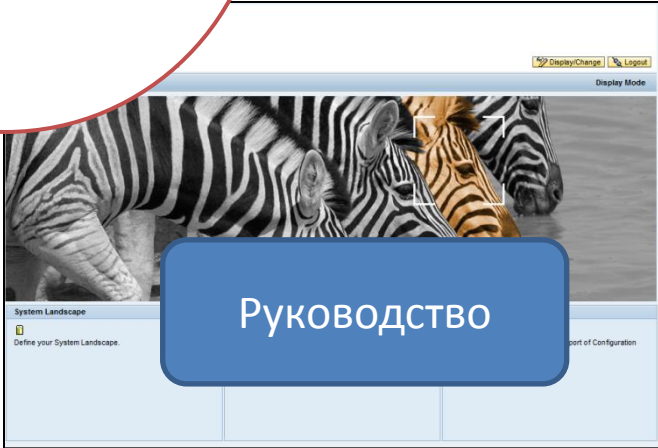 Display/Change Logout
Display Mode
Руководство
System Landscape
Define your System Landscape.
port of Configuration